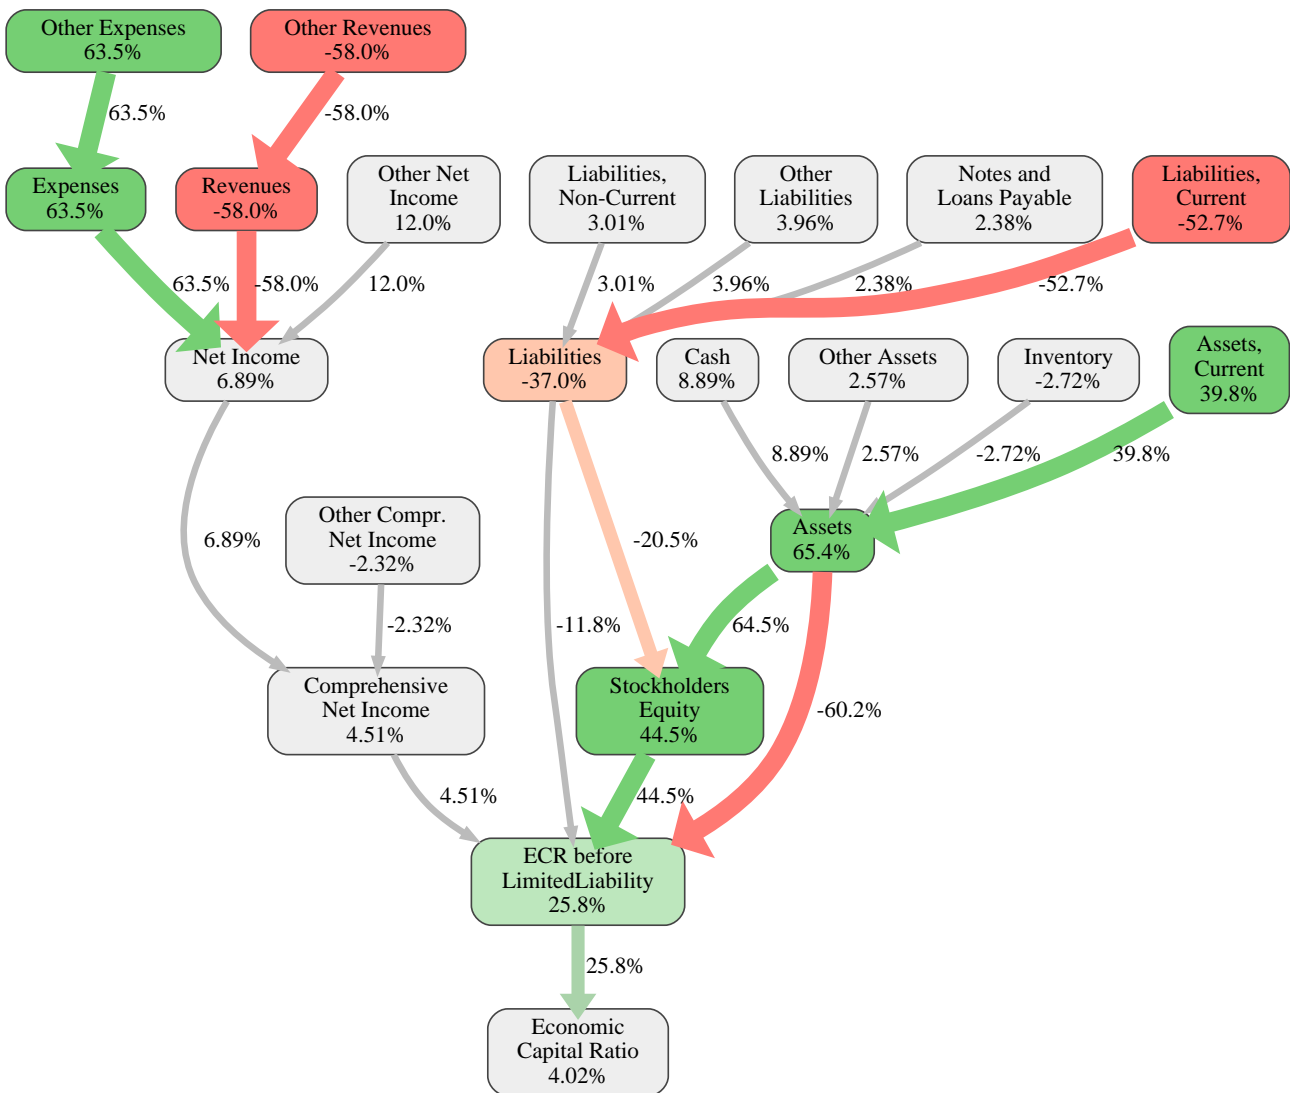 Other Expenses
63.5%
Other Revenues
-58.0%
63.5%
-58.0%
Expenses
63.5%
Revenues
-58.0%
Other Net
Income
12.0%
Liabilities,
Non-Current
3.01%
Other
Liabilities
3.96%
Notes and
Loans Payable
2.38%
Liabilities,
Current
-52.7%
63.5%
-58.0%
12.0%
3.01%
3.96%
2.38%
-52.7%
Net Income
6.89%
Liabilities
-37.0%
Cash
8.89%
Other Assets
2.57%
Inventory
-2.72%
Assets,
Current
39.8%
8.89%
2.57%
-2.72%
39.8%
Other Compr.
Net Income
-2.32%
6.89%
-20.5%
Assets
65.4%
-2.32%
-11.8%
64.5%
Comprehensive
Net Income
4.51%
Stockholders
Equity
44.5%
-60.2%
4.51%
44.5%
ECR before
LimitedLiability
25.8%
25.8%
Economic
Capital Ratio
4.02%